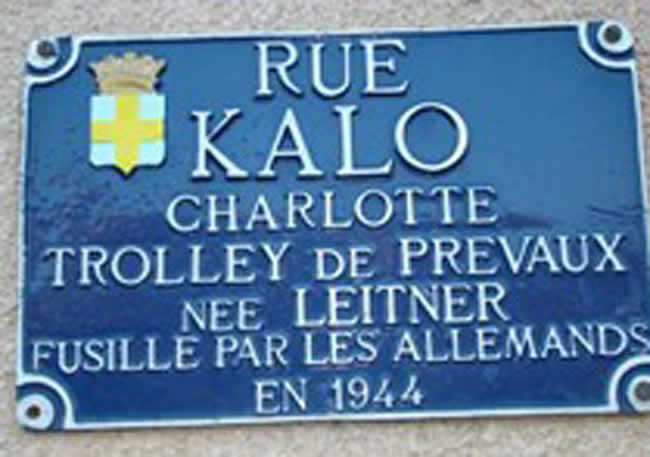 RUE
KALO
CHARLOTTE
TROLLEY DE PREVAUX
NEE LEITNER
FUSILLE PAR LES ALLEMANDS
EN 1944